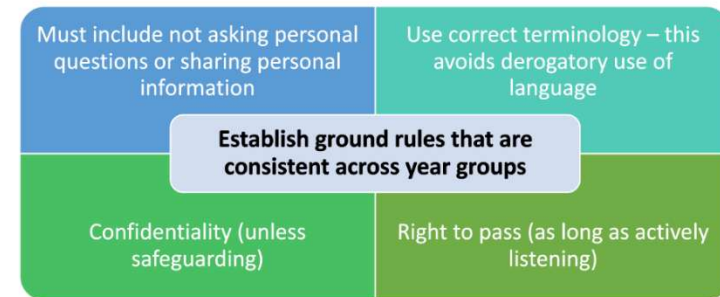 Must include not asking personal
questions or sharing personal
information
Use correct terminology – this
avoids derogatory use of
language
Establish ground rules that are
consistent across year groups
Confidentiality (unless
safeguarding)
Right to pass (as long as actively
listening)